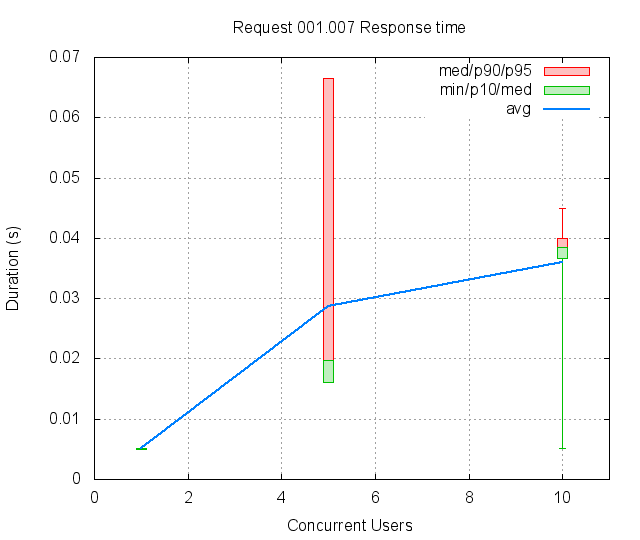 Request 001.007 Response time
med/p90/p95
min/p10/med
avg
0.07
0.06
0.05
0.04
0.03
0.02
0.01
0
Duration (s)
0 2 4 6 8 10
Concurrent Users